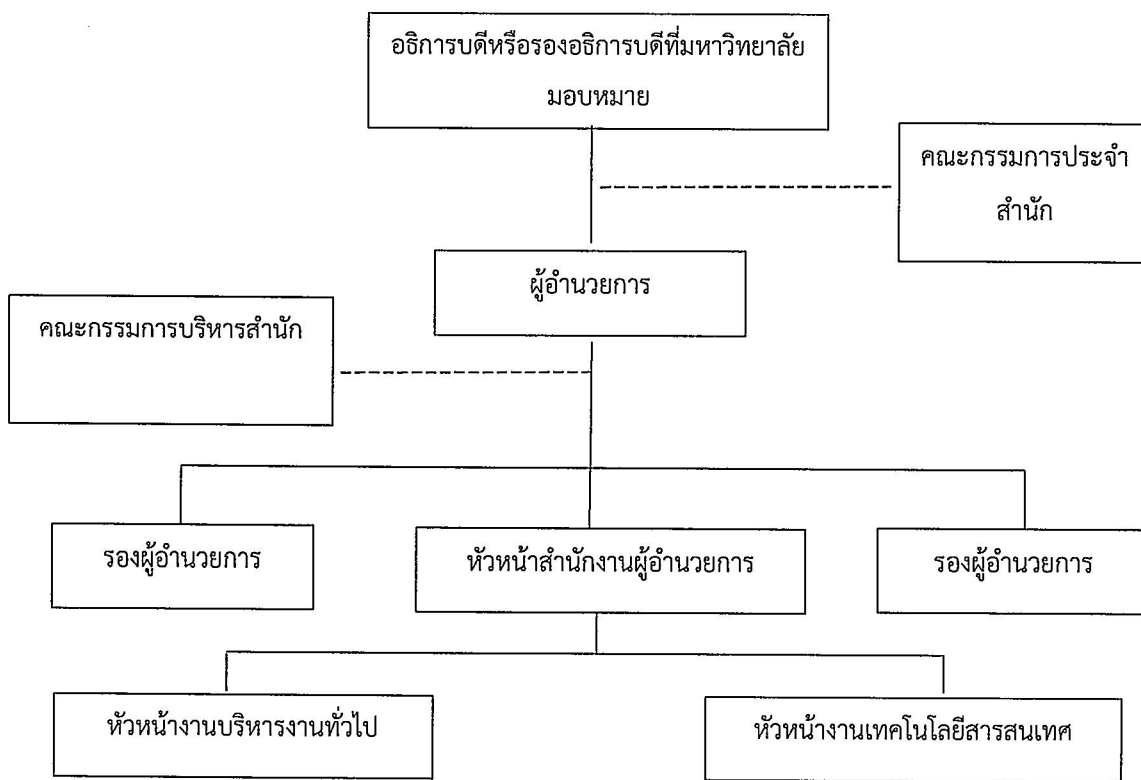 อธิการบดีหรือรองอธิการบดีที่มหาวิทยาลัย
มอบหมาย
คณะกรรมการประจำ
สำนัก
ผู้อำนวยการ
คณะกรรมการบริหารสำนัก
รองผู้อำนวยการ
หัวหน้าสำนักงานผู้อำนวยการ
รองผู้อำนวยการ
หัวหน้างานบริหารงานทั่วไป
หัวหน้างานเทคโนโลยีสารสนเทศ